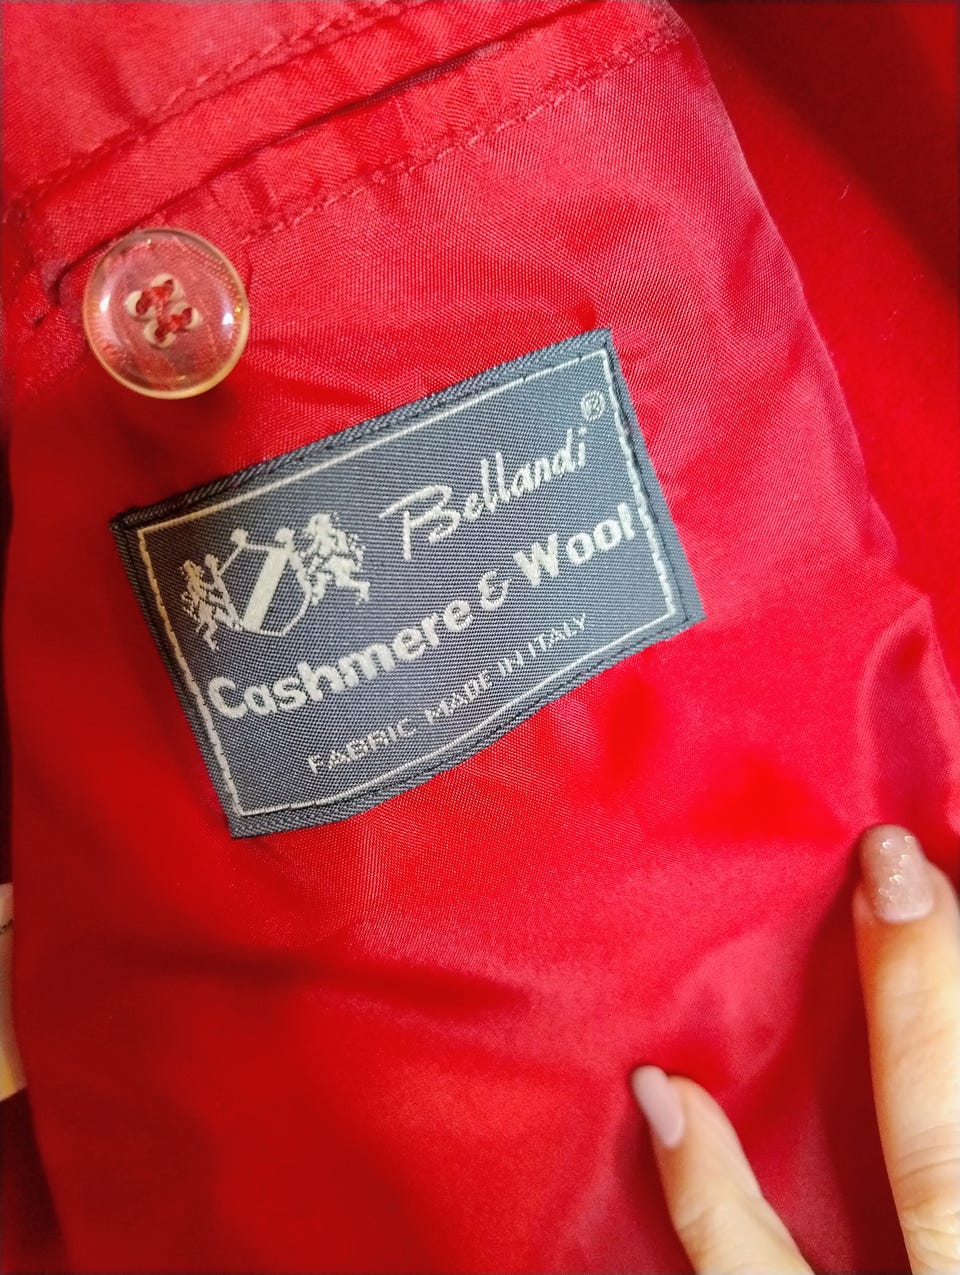 Bellandi®
Cashmere & Wool
FABRIC MADE IN ITALY